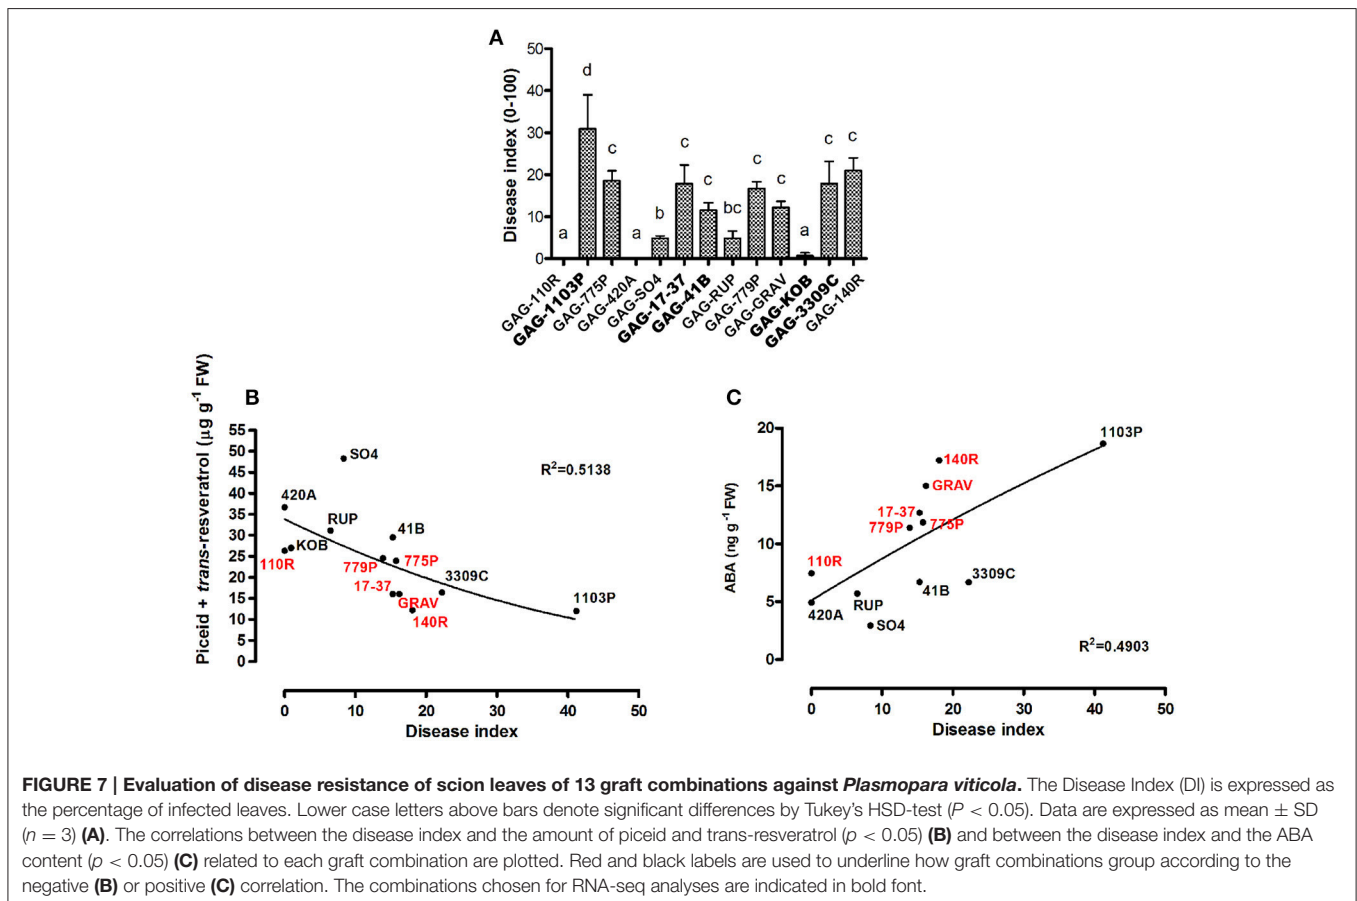 A
50
40
30
20
10
0
Disease index (0-100)
a
d
c
a
b
c
c
bc
c
c
a
c
c
GAG-110R
GAG-1103P
GAG-775P
GAG-420A
GAG-SO4
GAG-17-37
GAG-41B
GAG-RUP
GAG-779P
GAG-GRAV
GAG-KOB
GAG-3309C
GAG-140R
B
Piceid + trans-resveratrol (µg g⁻¹ FW)
55
50
45
40
35
30
25
20
15
10
5
0
SO4
R²=0.5138
420A
RUP
41B
KOB
110R
779P
775P
17-37
3309C
GRAV
1103P
140R
0 10 20 30 40 50
Disease index
C
ABA (ng g⁻¹ FW)
20
15
10
5
0
1103P
140R
GRAV
17-37
779P
775P
110R
3309C
41B
420A
RUP
SO4
R²=0.4903
0 10 20 30 40 50
Disease index
FIGURE 7 | Evaluation of disease resistance of scion leaves of 13 graft combinations against Plasmopara viticola. The Disease Index (DI) is expressed as
the percentage of infected leaves. Lower case letters above bars denote significant differences by Tukey's HSD-test (P < 0.05). Data are expressed as mean ± SD
(n = 3) (A). The correlations between the disease index and the amount of piceid and trans-resveratrol (p < 0.05) (B) and between the disease index and the ABA
content (p < 0.05) (C) related to each graft combination are plotted. Red and black labels are used to underline how graft combinations group according to the
negative (B) or positive (C) correlation. The combinations chosen for RNA-seq analyses are indicated in bold font.